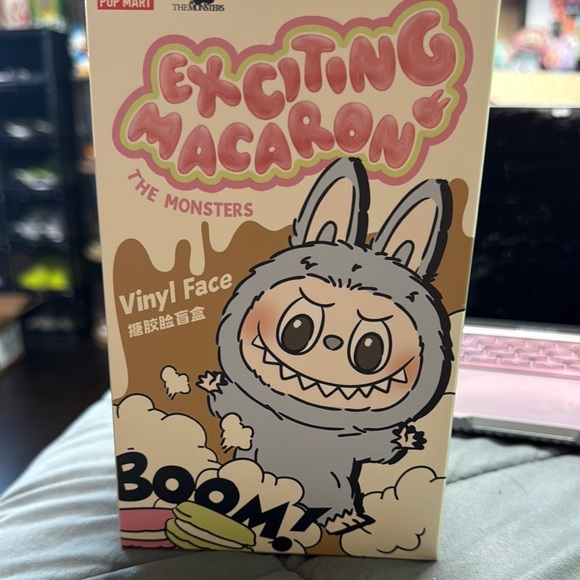 POP MART
THE MONSTERS
EXCITING
MACARON
THE MONSTERS
Vinyl Face
搪胶脸盲盒
BOOM!